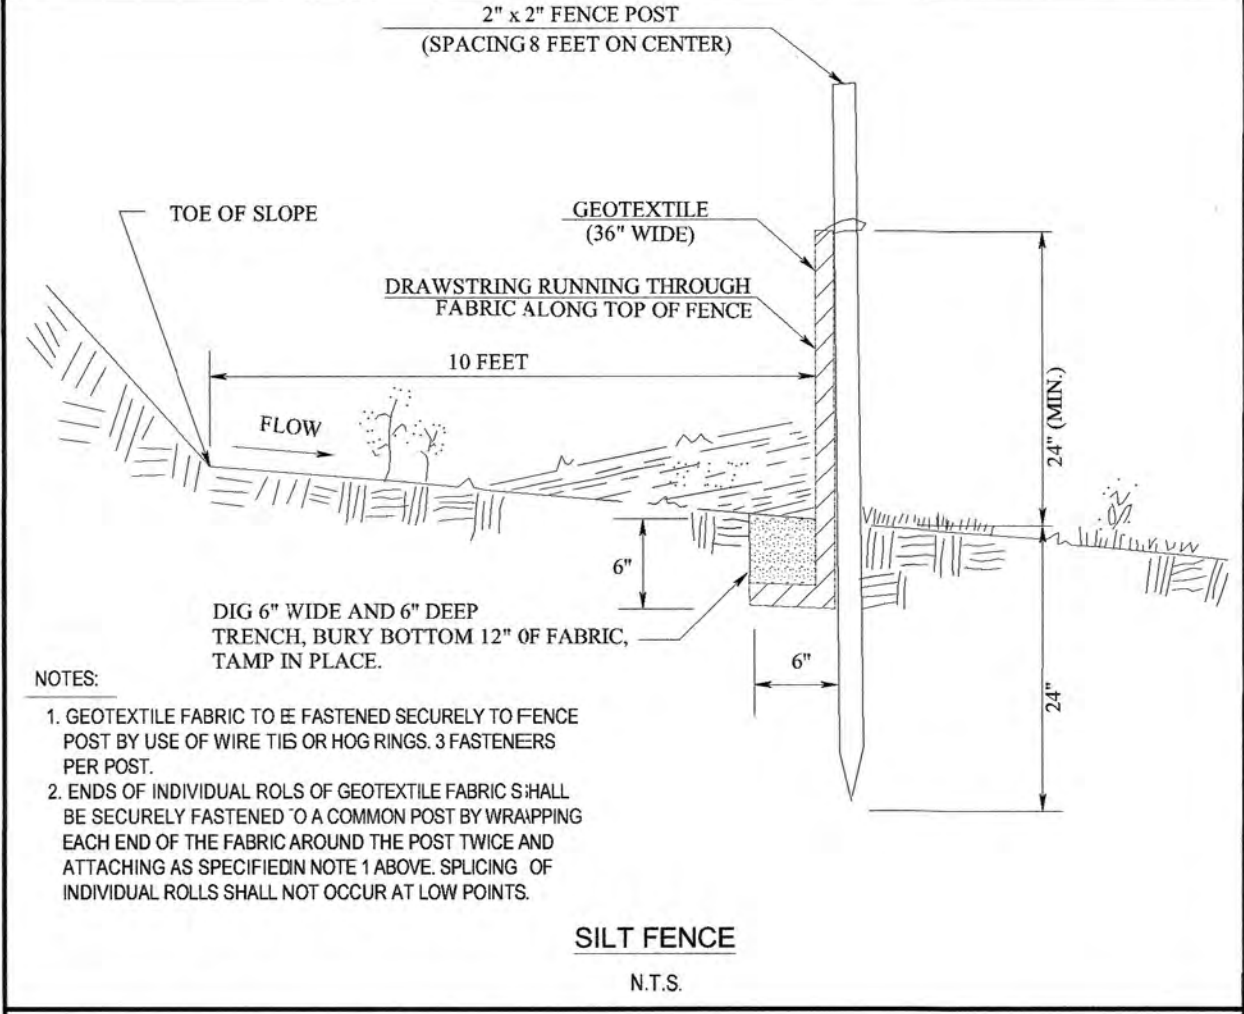 2" x 2" FENCE POST
(SPACING 8 FEET ON CENTER)
TOE OF SLOPE
GEOTEXTILE
(36" WIDE)
DRAWSTRING RUNNING THROUGH
FABRIC ALONG TOP OF FENCE
10 FEET
FLOW
24" (MIN.)
6"
DIG 6" WIDE AND 6" DEEP
TRENCH, BURY BOTTOM 12" OF FABRIC,
TAMP IN PLACE.
6"
24"
NOTES:
1. GEOTEXTILE FABRIC TO BE FASTENED SECURELY TO FENCE
POST BY USE OF WIRE TIES OR HOG RINGS. 3 FASTENERS
PER POST.
2. ENDS OF INDIVIDUAL ROLS OF GEOTEXTILE FABRIC SHALL
BE SECURELY FASTENED TO A COMMON POST BY WRAPPING
EACH END OF THE FABRIC AROUND THE POST TWICE AND
ATTACHING AS SPECIFIEDIN NOTE 1 ABOVE. SPLICING OF
INDIVIDUAL ROLLS SHALL NOT OCCUR AT LOW POINTS.
SILT FENCE
N.T.S.